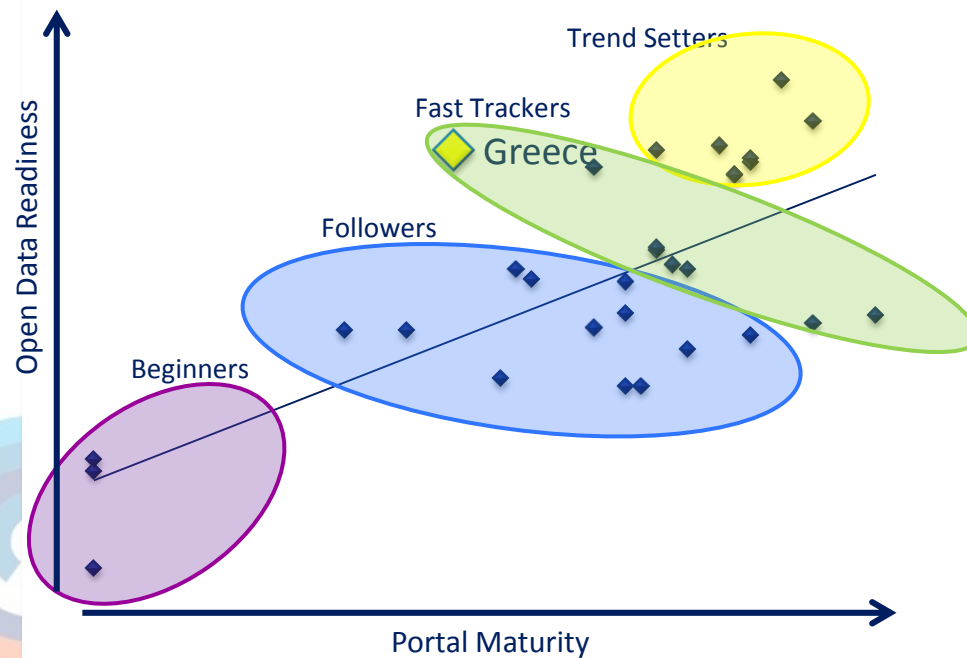 Trend Setters
Fast Trackers
Greece
Followers
Beginners
Open Data Readiness
Portal Maturity